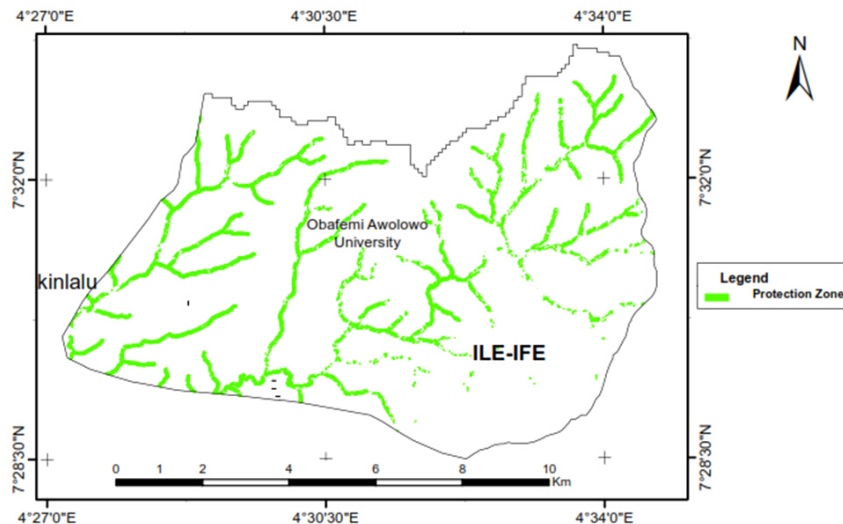 4°27'0"E 4°30'30"E 4°34'0"E
N
7°32'0"N 7°32'0"N
Obafemi Awolowo
University
kinlalu
Legend
Protection Zone
ILE-IFE
7°28'30"N 7°28'30"N
0 1 2 4 6 8 10
Km
4°27'0"E 4°30'30"E 4°34'0"E